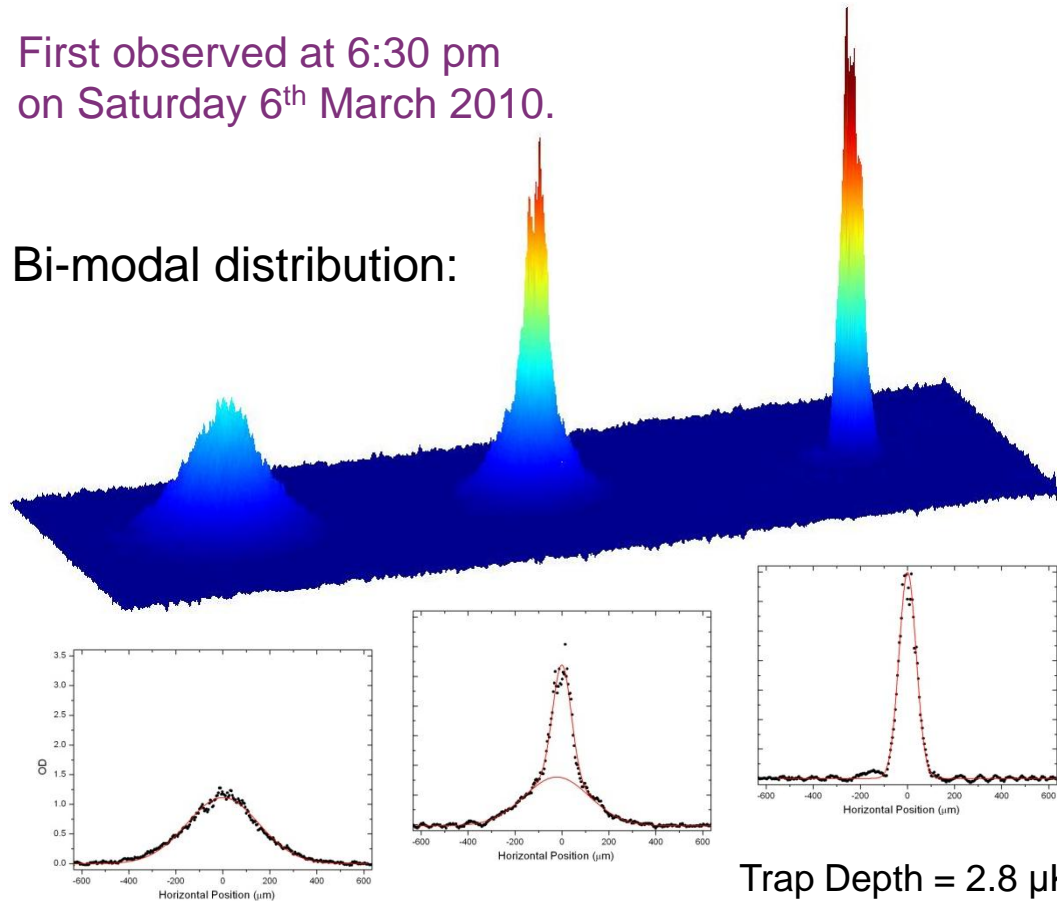 First observed at 6:30 pm
on Saturday 6th March 2010.
Bi-modal distribution:
3.5
3.0
2.5
2.0
1.5
1.0
0.5
0.0
OD
-600 -400 -200 0 200 400 600
Horizontal Position (µm)
-600 -400 -200 0 200 400 600
Horizontal Position (µm)
-600 -400 -200 0 200 400 600
Horizontal Position (µm)
Trap Depth = 2.8